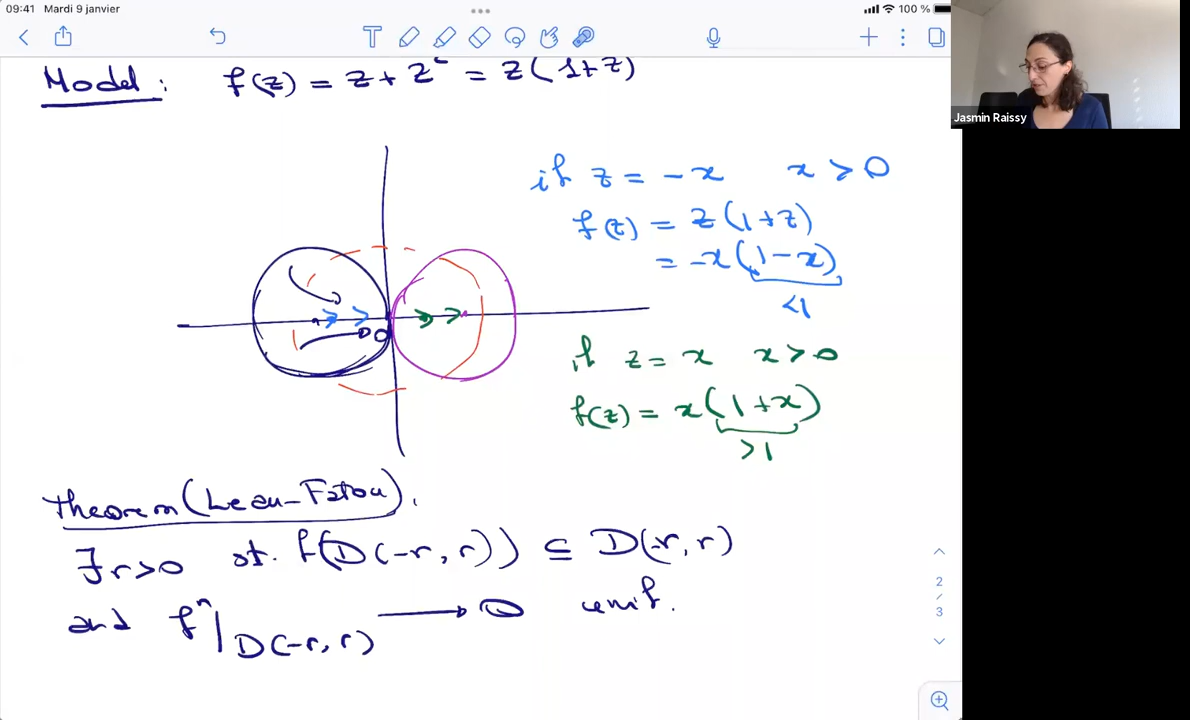 09:41 Mardi 9 janvier
100 %
Jasmin Raissy
Model : f(z) = z + z² = z(1+z)
if z = -x x > 0
f(z) = z(1+z)
= -x(1-x)
<1
0
if z = x x > 0
f(z) = x(1+x)
>1
Theorem (Leau-Fatou).
∃ r>0 st. f(D(-r, r)) ⊆ D(-r, r)
and fⁿ|D(-r, r) → 0 unif.
2
/
3